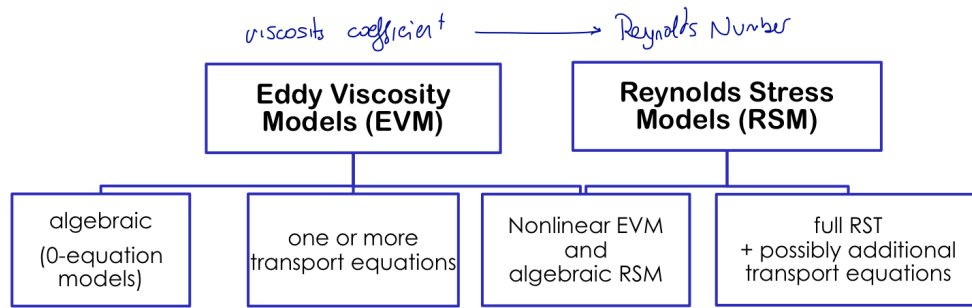 viscosity coefficient → Reynolds Number
Eddy Viscosity
Models (EVM)
Reynolds Stress
Models (RSM)
algebraic
(0-equation
models)
one or more
transport equations
Nonlinear EVM
and
algebraic RSM
full RST
+ possibly additional
transport equations